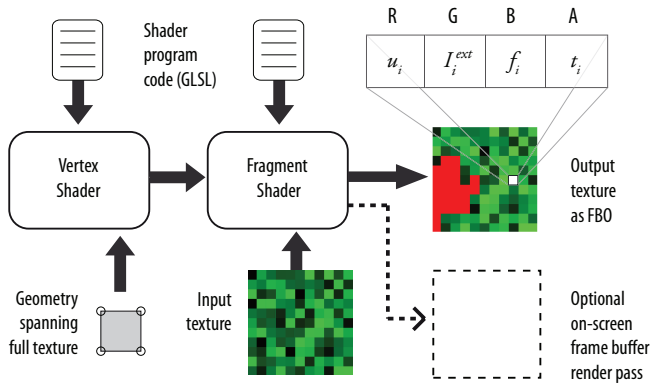 R G B A
u_i I_i^ext f_i t_i
Shader
program
code (GLSL)
Vertex
Shader
Fragment
Shader
Output
texture
as FBO
Geometry
spanning
full texture
Input
texture
Optional
on-screen
frame buffer
render pass